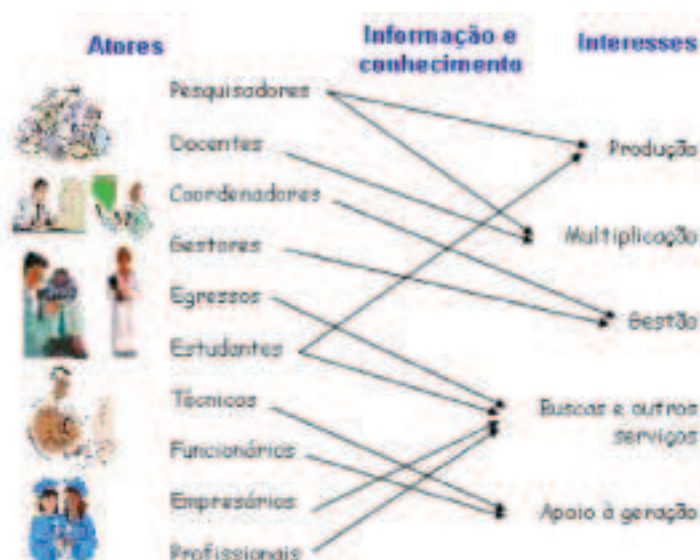 Atores
Informação e
conhecimento
Interesses
Pesquisadores
Docentes
Coordenadores
Gestores
Egressos
Estudantes
Técnicos
Funcionários
Empresários
Profissionais
Produção
Multiplicação
Gestão
Buscas e outros
serviços
Apoio à geração